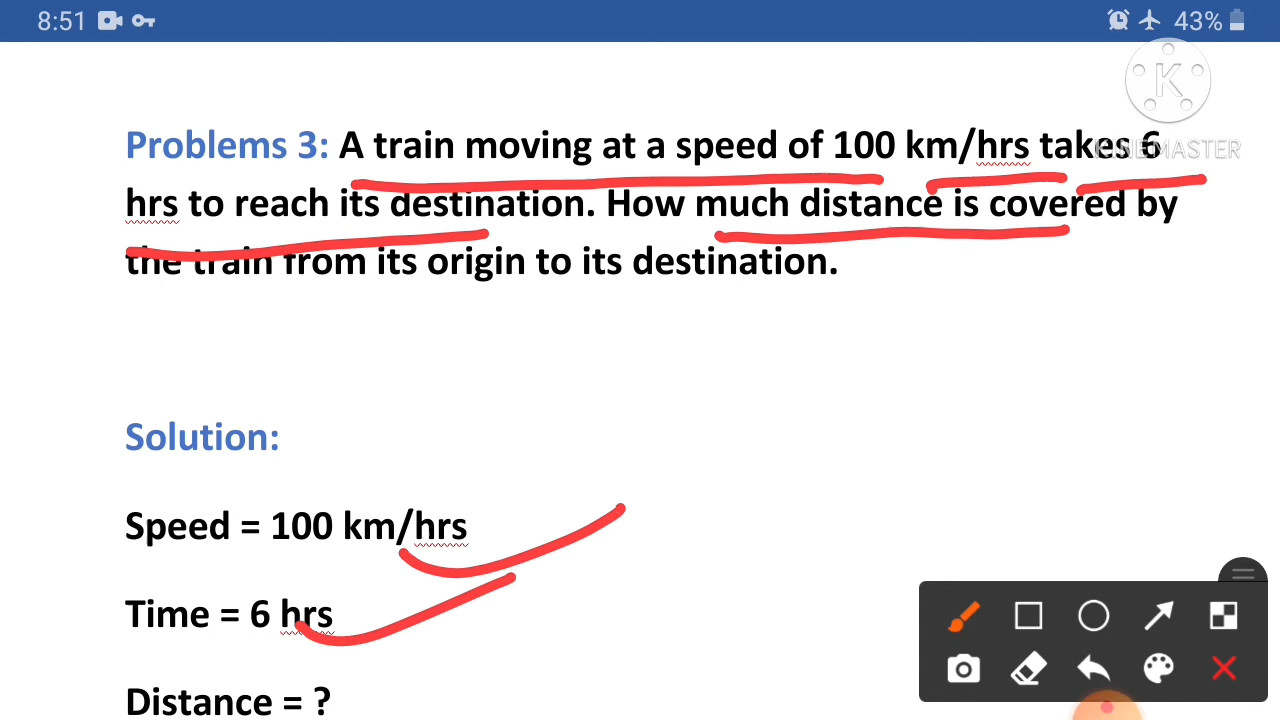 8:51 43%
K
KINEMASTER
Problems 3: A train moving at a speed of 100 km/hrs takes 6
hrs to reach its destination. How much distance is covered by
the train from its origin to its destination.
Solution:
Speed = 100 km/hrs
Time = 6 hrs
Distance = ?